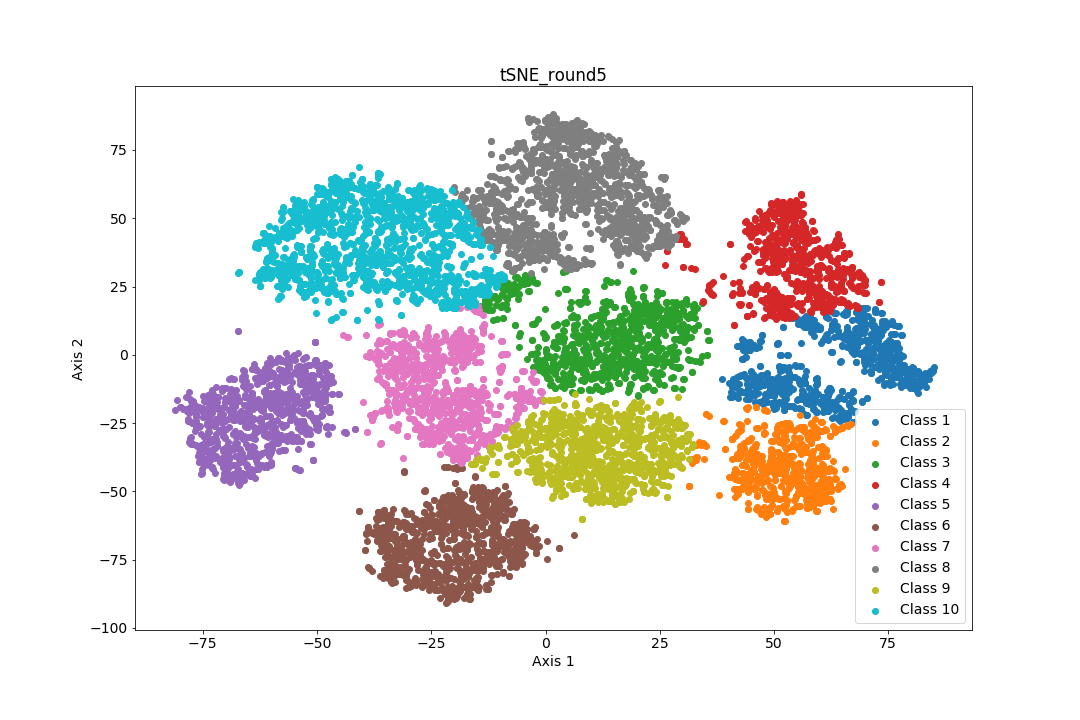 tSNE_round5
Axis 2
75
50
25
0
−25
−50
−75
−100
−75
−50
−25
0
25
50
75
Axis 1
Class 1
Class 2
Class 3
Class 4
Class 5
Class 6
Class 7
Class 8
Class 9
Class 10